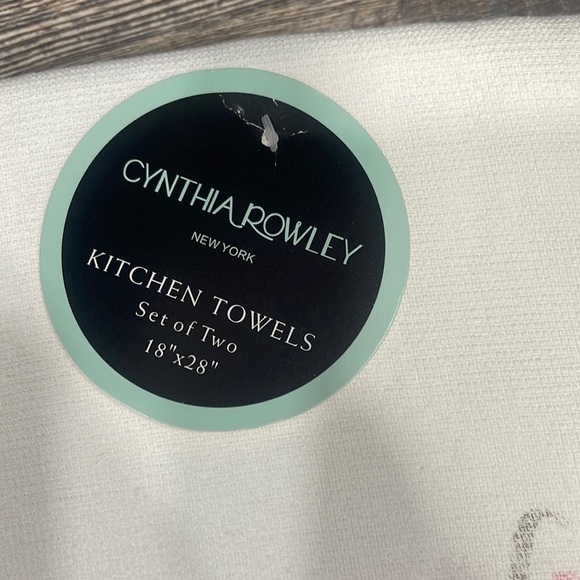 CYNTHIA ROWLEY
NEW YORK
KITCHEN TOWELS
Set of Two
18"x28"